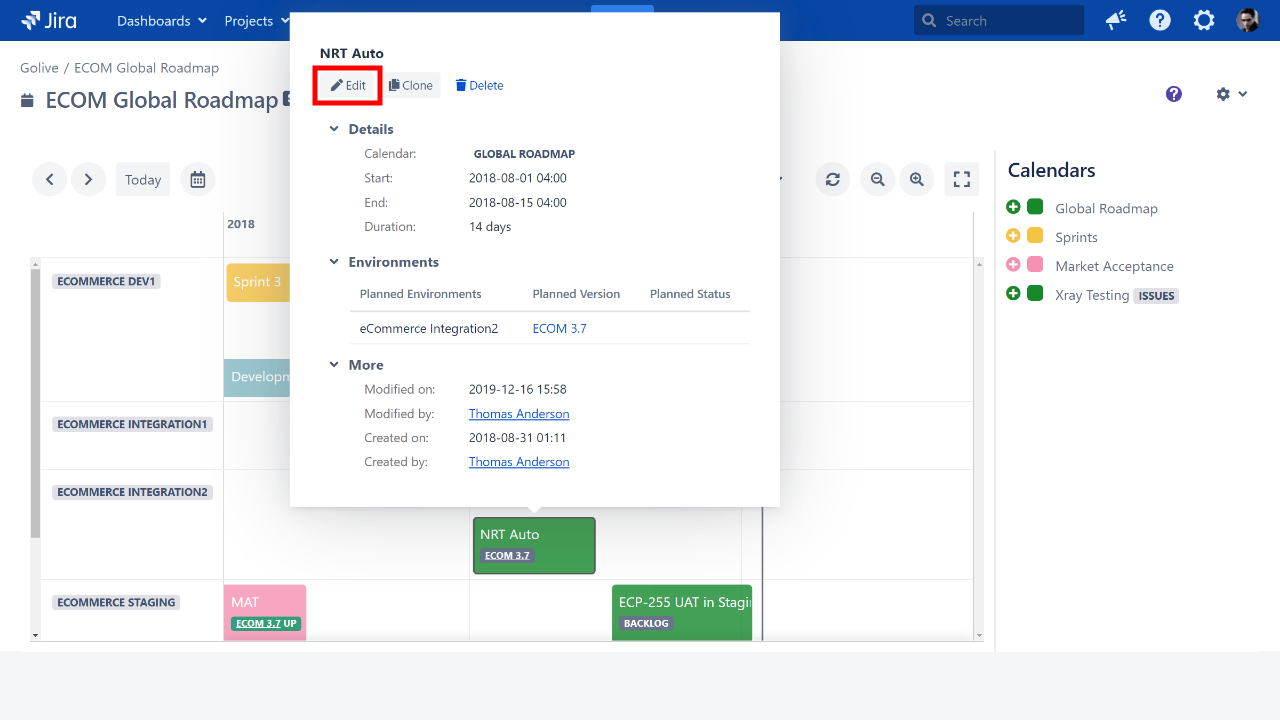 Jira
Dashboards
Projects
Search
Golive / ECOM Global Roadmap
ECOM Global Roadmap
Today
2018
NRT Auto
Edit
Clone
Delete
Details
Calendar: GLOBAL ROADMAP
Start: 2018-08-01 04:00
End: 2018-08-15 04:00
Duration: 14 days
Environments
Planned Environments Planned Version Planned Status
eCommerce Integration2 ECOM 3.7
More
Modified on: 2019-12-16 15:58
Modified by: Thomas Anderson
Created on: 2018-08-31 01:11
Created by: Thomas Anderson
Calendars
Global Roadmap
Sprints
Market Acceptance
Xray Testing ISSUES
ECOMMERCE DEV1
Sprint 3
Developm
ECOMMERCE INTEGRATION1
ECOMMERCE INTEGRATION2
NRT Auto
ECOM 3.7
ECOMMERCE STAGING
MAT
ECOM 3.7 UP
ECP-255 UAT in Stagi
BACKLOG